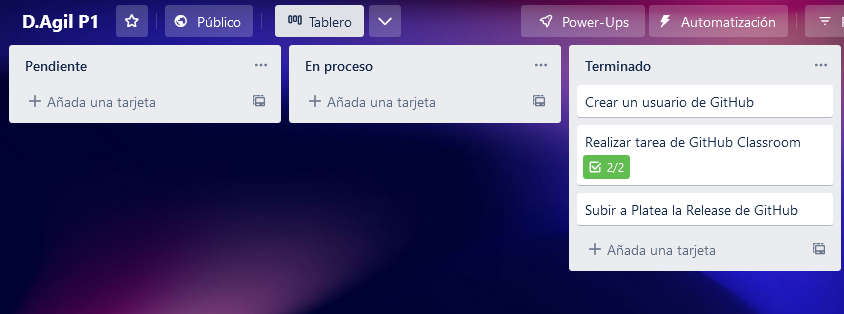 D.Agil P1 Público Tablero Power-Ups Automatización
Pendiente
Añada una tarjeta
En proceso
Añada una tarjeta
Terminado
Crear un usuario de GitHub
Realizar tarea de GitHub Classroom
2/2
Subir a Platea la Release de GitHub
Añada una tarjeta